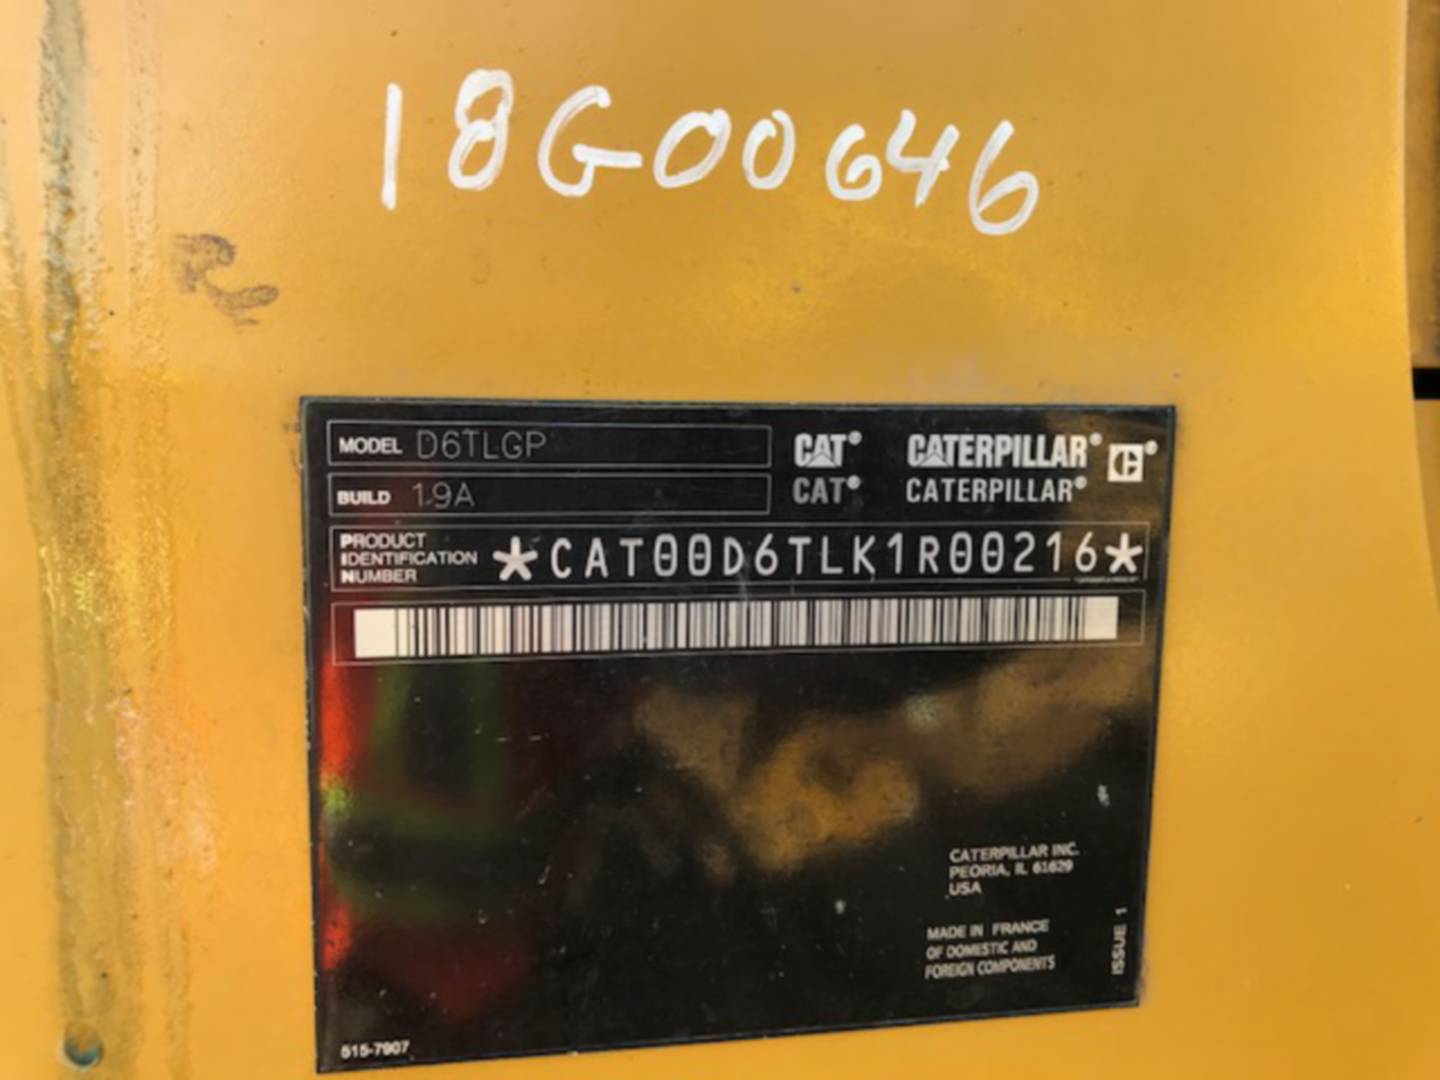 18G00646
R
MODEL D6TLGP
BUILD 19A
CAT® CATERPILLAR® C®
CAT® CATERPILLAR®
PRODUCT IDENTIFICATION NUMBER
*CAT00D6TLK1R00216*
CATERPILLAR INC.
PEORIA, IL 61629
USA
MADE IN FRANCE
OF DOMESTIC AND
FOREIGN COMPONENTS
ISSUE 1
515-7907